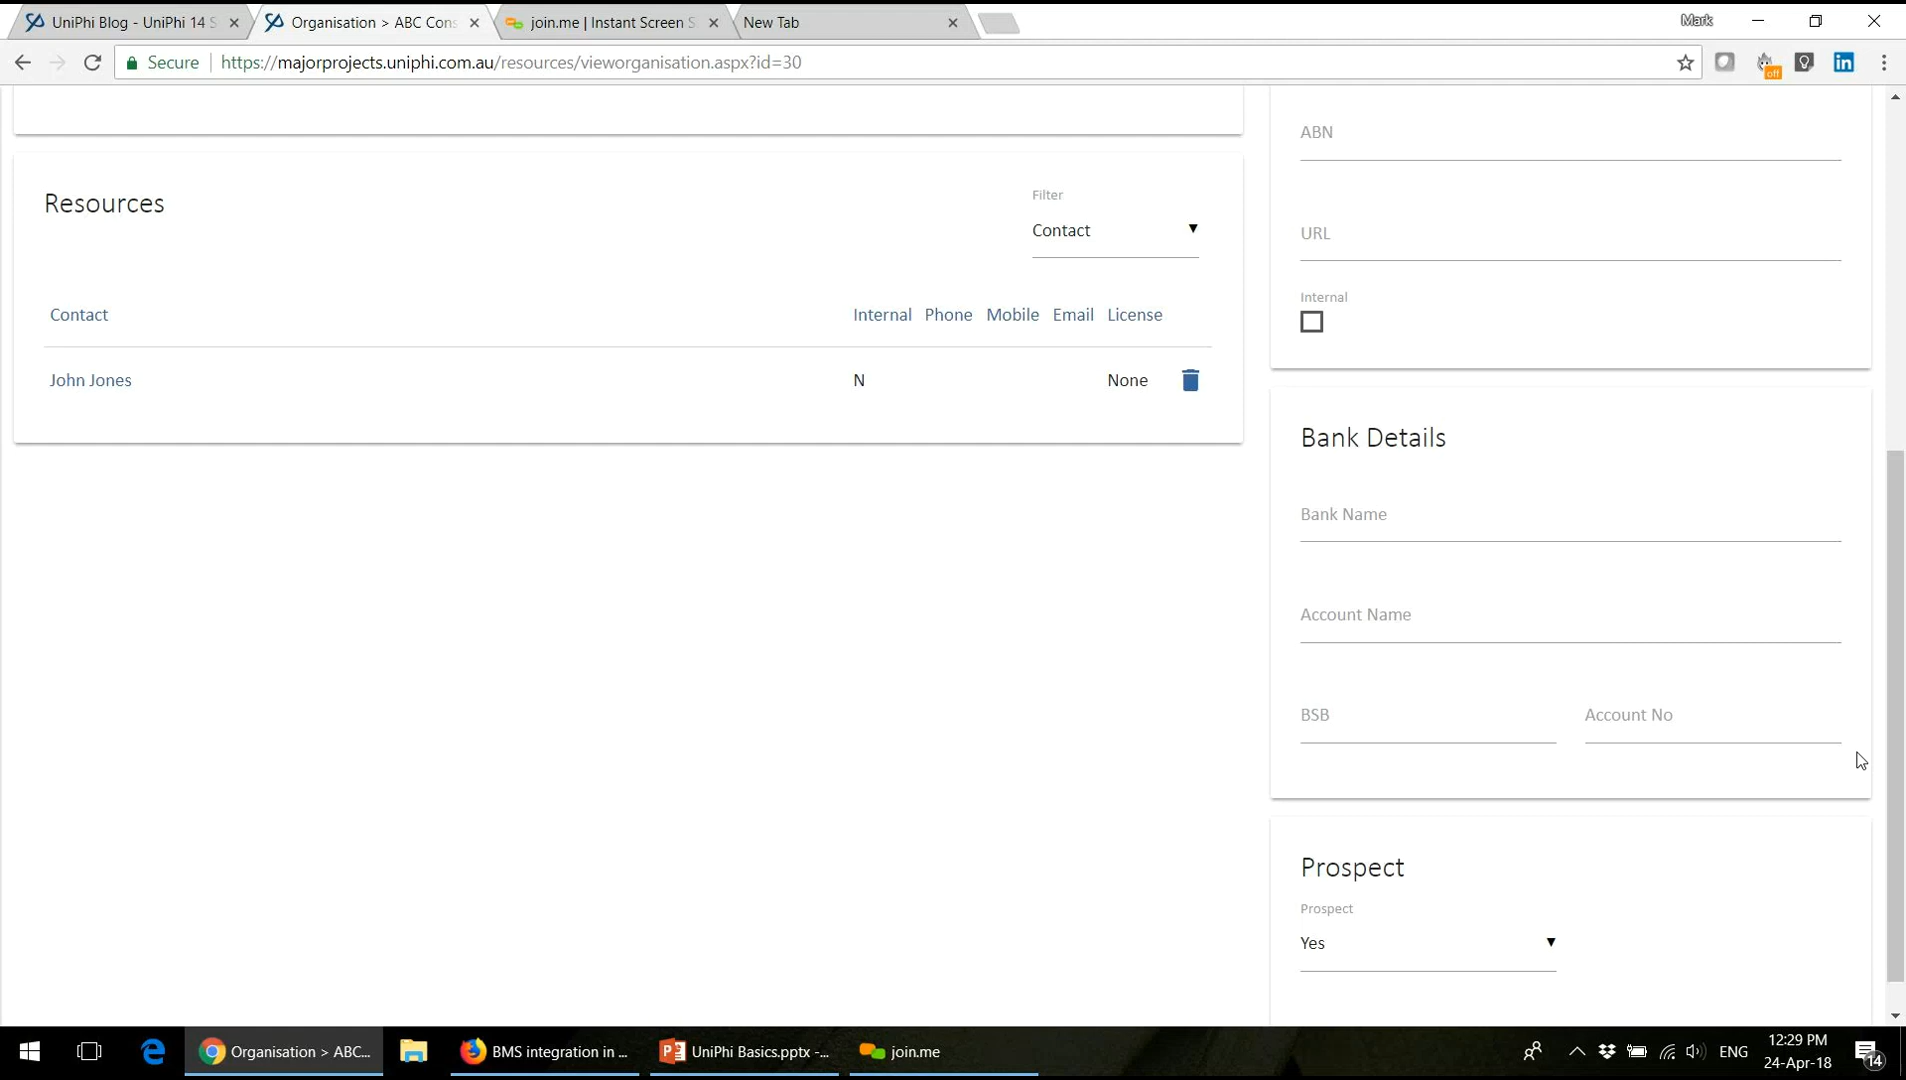 UniPhi Blog - UniPhi 14 S
Organisation > ABC Cons
join.me | Instant Screen S
New Tab
Mark
Secure
https://majorprojects.uniphi.com.au/resources/vieworganisation.aspx?id=30
off
in
ABN
URL
Internal
Resources
Filter
Contact
Contact Internal Phone Mobile Email License
John Jones N None
Bank Details
Bank Name
Account Name
BSB
Account No
Prospect
Prospect
Yes
Organisation > ABC...
BMS integration in ...
UniPhi Basics.pptx -...
join.me
ENG
12:29 PM
24-Apr-18
14